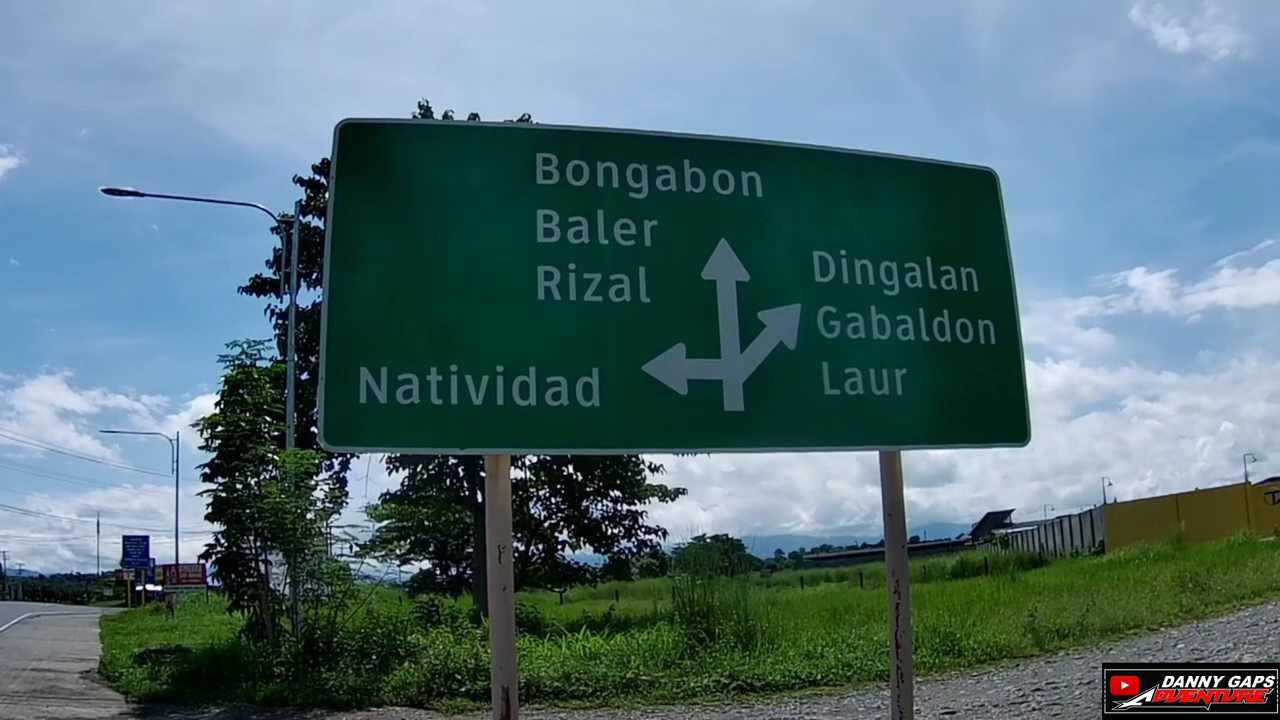 Bongabon
Baler
Rizal
Dingalan
Gabaldon
Laur
Natividad
DANNY GAPS
ADVENTURE